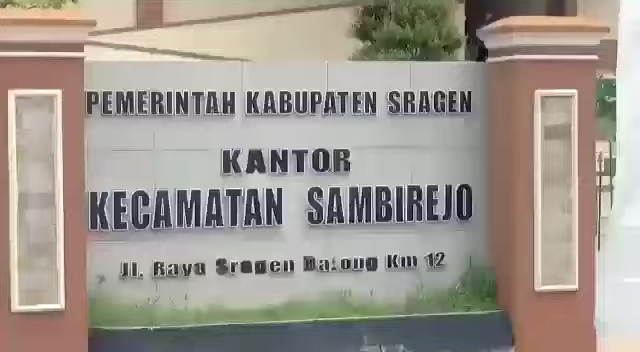 PEMERINTAH KABUPATEN SRAGEN
KANTOR
KECAMATAN SAMBIREJO
Jl. Raya Sragen Km 12